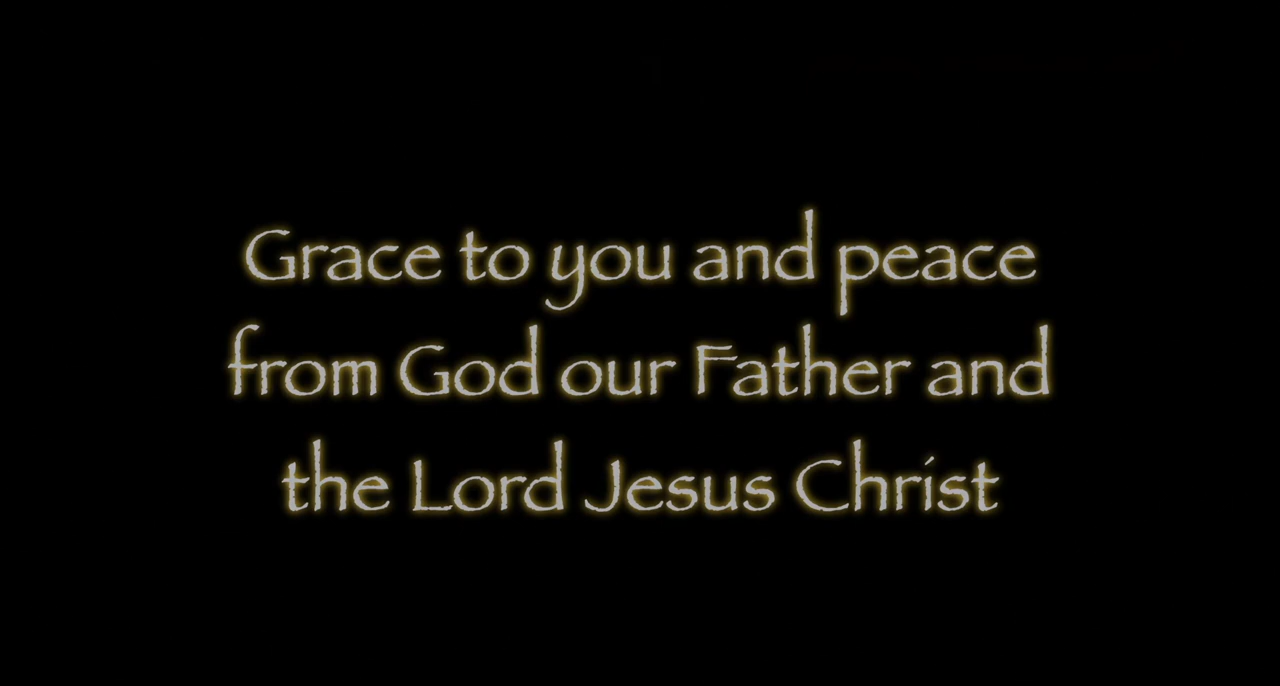 Grace to you and peace
from God our Father and
the Lord Jesus Christ